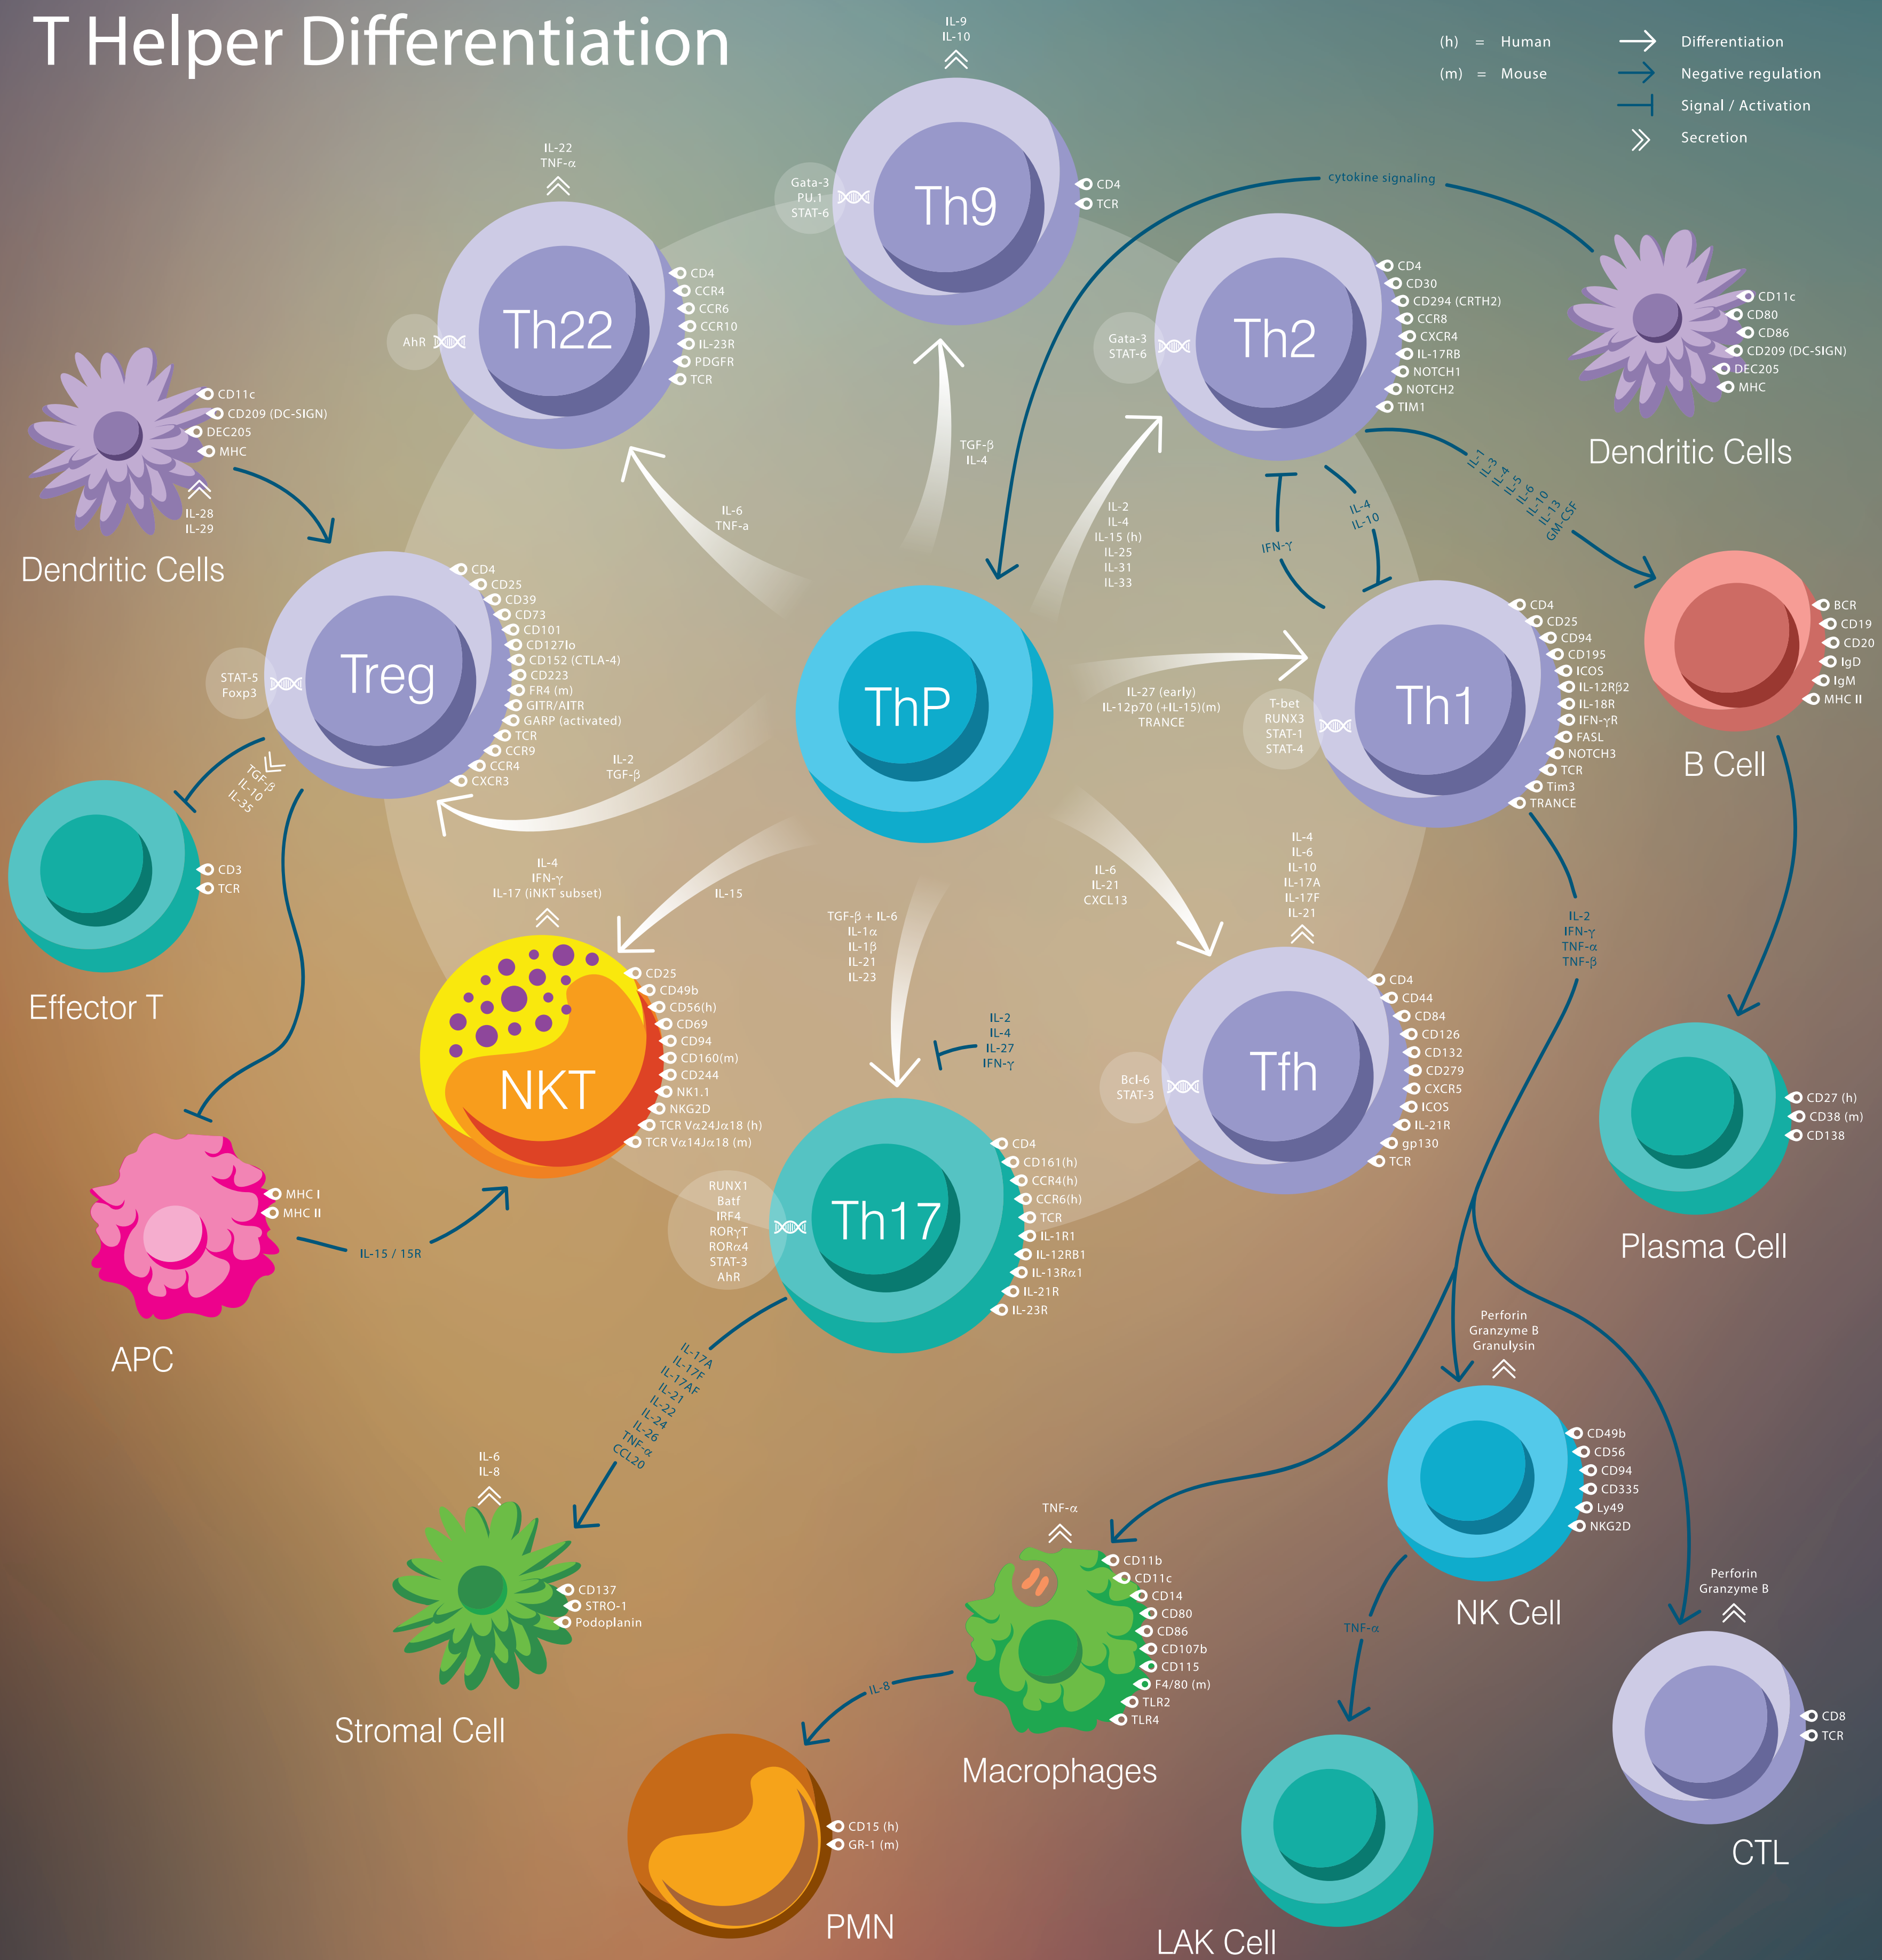 T Helper Differentiation
(h) = Human
(m) = Mouse
Differentiation
Negative regulation
Signal / Activation
Secretion
IL-9
IL-10
Gata-3
PU.1
STAT-6
Th9
CD4
TCR
IL-22
TNF-α
AhR
Th22
CD4
CCR4
CCR6
CCR10
IL-23R
PDGFR
TCR
cytokine signaling
Gata-3
STAT-6
Th2
CD4
CD30
CD294 (CRTH2)
CCR8
CXCR4
IL-17RB
NOTCH1
NOTCH2
TIM1
CD11c
CD80
CD86
CD209 (DC-SIGN)
DEC205
MHC
Dendritic Cells
CD11c
CD209 (DC-SIGN)
DEC205
MHC
IL-28
IL-29
Dendritic Cells
IL-6
TNF-a
TGF-β
IL-4
IL-2
IL-4
IL-15 (h)
IL-25
IL-31
IL-33
IFN-γ
IL-4
IL-10
IL-1
IL-3
IL-4
IL-5
IL-6
IL-10
IL-13
GM-CSF
STAT-5
Foxp3
Treg
CD4
CD25
CD39
CD73
CD101
CD127lo
CD152 (CTLA-4)
CD223
FR4 (m)
GITR/AITR
GARP (activated)
TCR
CCR9
CCR4
CXCR3
TGF-β
IL-10
IL-35
IL-2
TGF-β
ThP
IL-27 (early)
IL-12p70 (+IL-15)(m)
TRANCE
T-bet
RUNX3
STAT-1
STAT-4
Th1
CD4
CD25
CD94
CD195
ICOS
IL-12Rβ2
IL-18R
IFN-γR
FASL
NOTCH3
TCR
Tim3
TRANCE
BCR
CD19
CD20
IgD
IgM
MHC II
B Cell
CD3
TCR
Effector T
IL-4
IFN-γ
IL-17 (iNKT subset)
IL-15
NKT
CD25
CD49b
CD56(h)
CD69
CD94
CD160(m)
CD244
NK1.1
NKG2D
TCR Vα24Jα18 (h)
TCR Vα14Jα18 (m)
TGF-β + IL-6
IL-1α
IL-1β
IL-21
IL-23
IL-2
IL-4
IL-27
IFN-γ
IL-6
IL-21
CXCL13
IL-4
IL-6
IL-10
IL-17A
IL-17F
IL-21
Bcl-6
STAT-3
Tfh
CD4
CD44
CD84
CD126
CD132
CD279
CXCR5
ICOS
IL-21R
gp130
TCR
IL-2
IFN-γ
TNF-α
TNF-β
CD27 (h)
CD38 (m)
CD138
Plasma Cell
MHC I
MHC II
APC
IL-15 / 15R
RUNX1
Batf
IRF4
RORγT
RORα4
STAT-3
AhR
Th17
CD4
CD161(h)
CCR4(h)
CCR6(h)
TCR
IL-1R1
IL-12RB1
IL-13Rα1
IL-21R
IL-23R
IL-17A
IL-17F
IL-17AF
IL-21
IL-22
IL-24
IL-26
TNF-α
CCL20
IL-6
IL-8
CD137
STRO-1
Podoplanin
Stromal Cell
Perforin
Granzyme B
Granulysin
CD49b
CD56
CD94
CD335
Ly49
NKG2D
NK Cell
TNF-α
CD11b
CD11c
CD14
CD80
CD86
CD107b
CD115
F4/80 (m)
TLR2
TLR4
Macrophages
IL-8
CD15 (h)
GR-1 (m)
PMN
TNF-α
LAK Cell
Perforin
Granzyme B
CD8
TCR
CTL